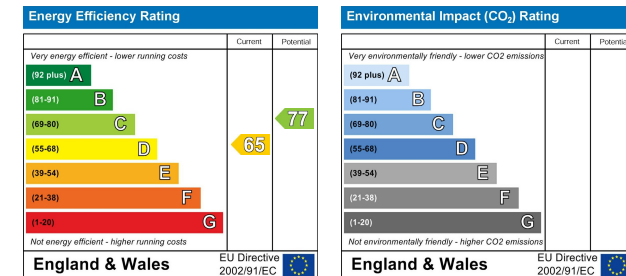 Energy Efficiency Rating
Current Potential
Very energy efficient - lower running costs
(92 plus) A
(81-91) B
(69-80) C
77
(55-68) D
65
(39-54) E
(21-38) F
(1-20) G
Not energy efficient - higher running costs
England & Wales
EU Directive
2002/91/EC
Environmental Impact (CO₂) Rating
Current Potential
Very environmentally friendly - lower CO2 emissions
(92 plus) A
(81-91) B
(69-80) C
(55-68) D
(39-54) E
(21-38) F
(1-20) G
Not environmentally friendly - higher CO2 emissions
England & Wales
EU Directive
2002/91/EC